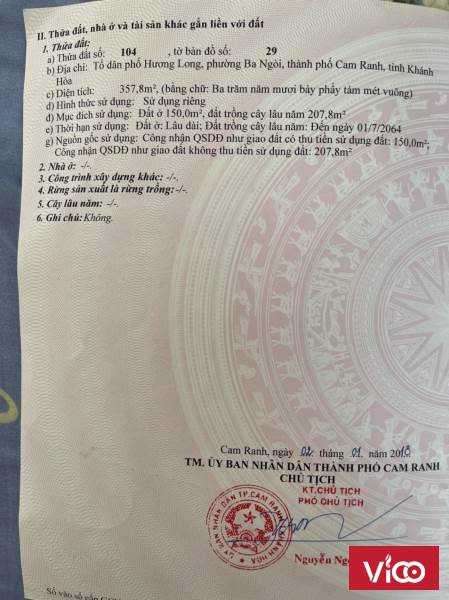 II. Thửa đất, nhà ở và tài sản khác gắn liền với đất
1. Thửa đất:
a) Thửa đất số: 104 , tờ bản đồ số: 29
b) Địa chỉ: Tổ dân phố Hương Long, phường Ba Ngòi, thành phố Cam Ranh, tỉnh Khánh
Hòa
c) Diện tích: 357,8m², (bằng chữ: Ba trăm năm mươi bảy phẩy tám mét vuông)
d) Hình thức sử dụng: Sử dụng riêng
đ) Mục đích sử dụng: Đất ở 150,0m², đất trồng cây lâu năm 207,8m²
e) Thời hạn sử dụng: Đất ở: Lâu dài; Đất trồng cây lâu năm: Đến ngày 01/7/2064
g) Nguồn gốc sử dụng: Công nhận QSDĐ như giao đất có thu tiền sử dụng đất: 150,0m²;
Công nhận QSDĐ như giao đất không thu tiền sử dụng đất: 207,8m²
2. Nhà ở: -/-.
3. Công trình xây dựng khác: -/-.
4. Rừng sản xuất là rừng trồng:-/-.
5. Cây lâu năm: -/-.
6. Ghi chú:Không.
Cam Ranh, ngày 02 tháng 01 năm 2018
TM. ỦY BAN NHÂN DÂN THÀNH PHỐ CAM RANH
CHỦ TỊCH
KT.CHỦ TỊCH
PHÓ CHỦ TỊCH
Nguyễn
Số vào sổ cấp
vico